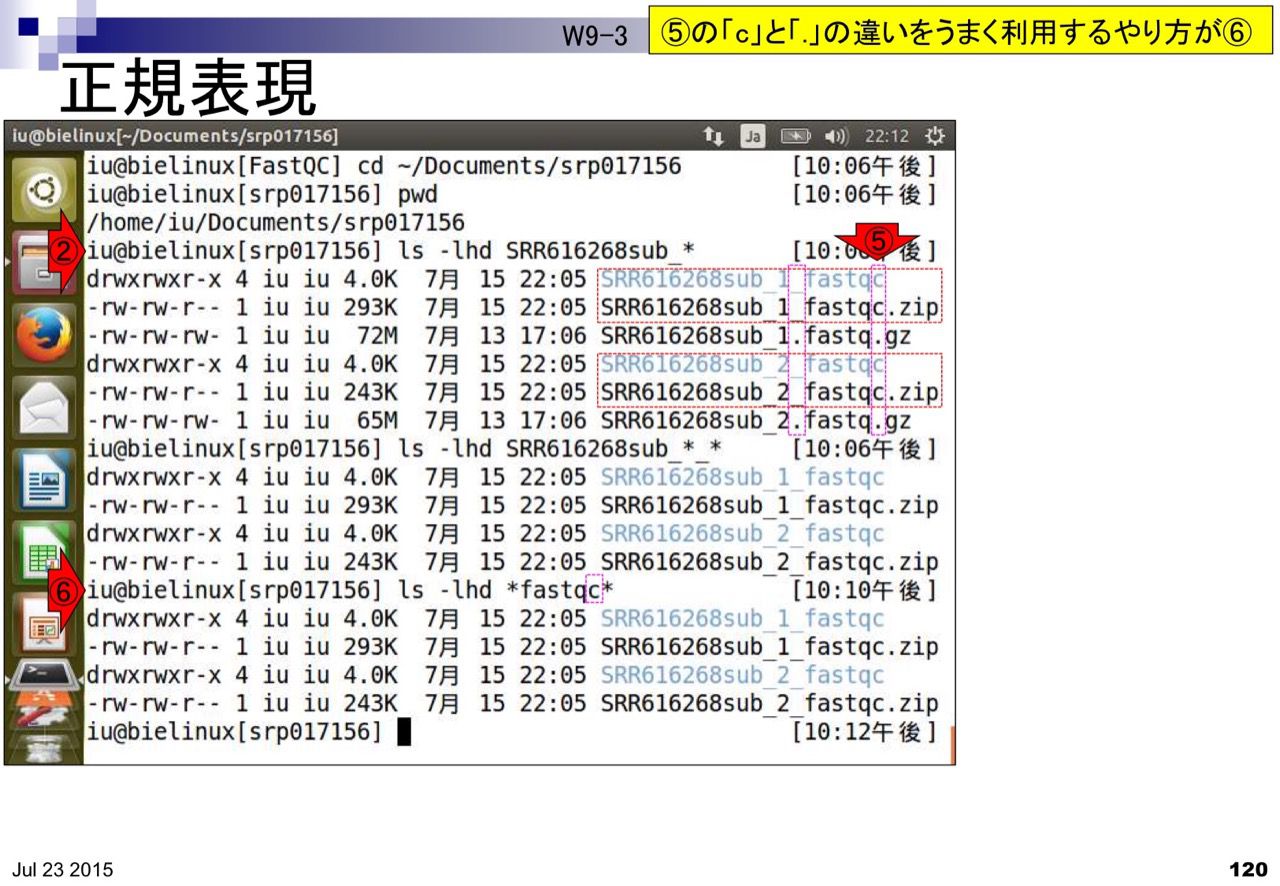 W9-3
⑤の「c」と「.」の違いをうまく利用するやり方が⑥
正規表現
iu@bielinux[~/Documents/srp017156] Ja 22:12
iu@bielinux[FastQC] cd ~/Documents/srp017156 [10:06午後]
iu@bielinux[srp017156] pwd [10:06午後]
/home/iu/Documents/srp017156
② iu@bielinux[srp017156] ls -lhd SRR616268sub_* [10:06午後] ⑤
drwxrwxr-x 4 iu iu 4.0K 7月 15 22:05 SRR616268sub_1_fastqc
-rw-rw-r-- 1 iu iu 293K 7月 15 22:05 SRR616268sub_1_fastqc.zip
-rw-rw-rw- 1 iu iu 72M 7月 13 17:06 SRR616268sub_1.fastq.gz
drwxrwxr-x 4 iu iu 4.0K 7月 15 22:05 SRR616268sub_2_fastqc
-rw-rw-r-- 1 iu iu 243K 7月 15 22:05 SRR616268sub_2_fastqc.zip
-rw-rw-rw- 1 iu iu 65M 7月 13 17:06 SRR616268sub_2.fastq.gz
iu@bielinux[srp017156] ls -lhd SRR616268sub_*_* [10:06午後]
drwxrwxr-x 4 iu iu 4.0K 7月 15 22:05 SRR616268sub_1_fastqc
-rw-rw-r-- 1 iu iu 293K 7月 15 22:05 SRR616268sub_1_fastqc.zip
drwxrwxr-x 4 iu iu 4.0K 7月 15 22:05 SRR616268sub_2_fastqc
-rw-rw-r-- 1 iu iu 243K 7月 15 22:05 SRR616268sub_2_fastqc.zip
⑥ iu@bielinux[srp017156] ls -lhd *fastqc* [10:10午後]
drwxrwxr-x 4 iu iu 4.0K 7月 15 22:05 SRR616268sub_1_fastqc
-rw-rw-r-- 1 iu iu 293K 7月 15 22:05 SRR616268sub_1_fastqc.zip
drwxrwxr-x 4 iu iu 4.0K 7月 15 22:05 SRR616268sub_2_fastqc
-rw-rw-r-- 1 iu iu 243K 7月 15 22:05 SRR616268sub_2_fastqc.zip
iu@bielinux[srp017156] [10:12午後]
Jul 23 2015
120